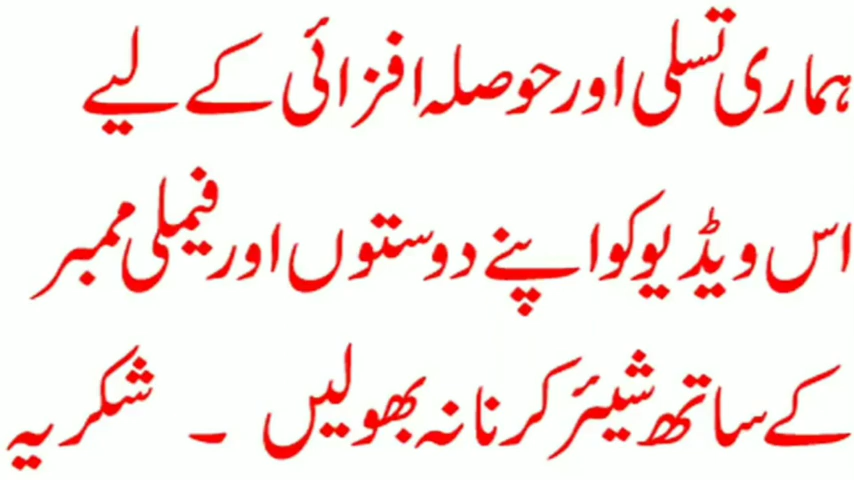 ہماری تسلی اور حوصلہ افزائی کے لیے
اس ویڈیو کو اپنے دوستوں اور فیملی ممبر
کے ساتھ شیئر کرنا نہ بھولیں ۔ شکریہ